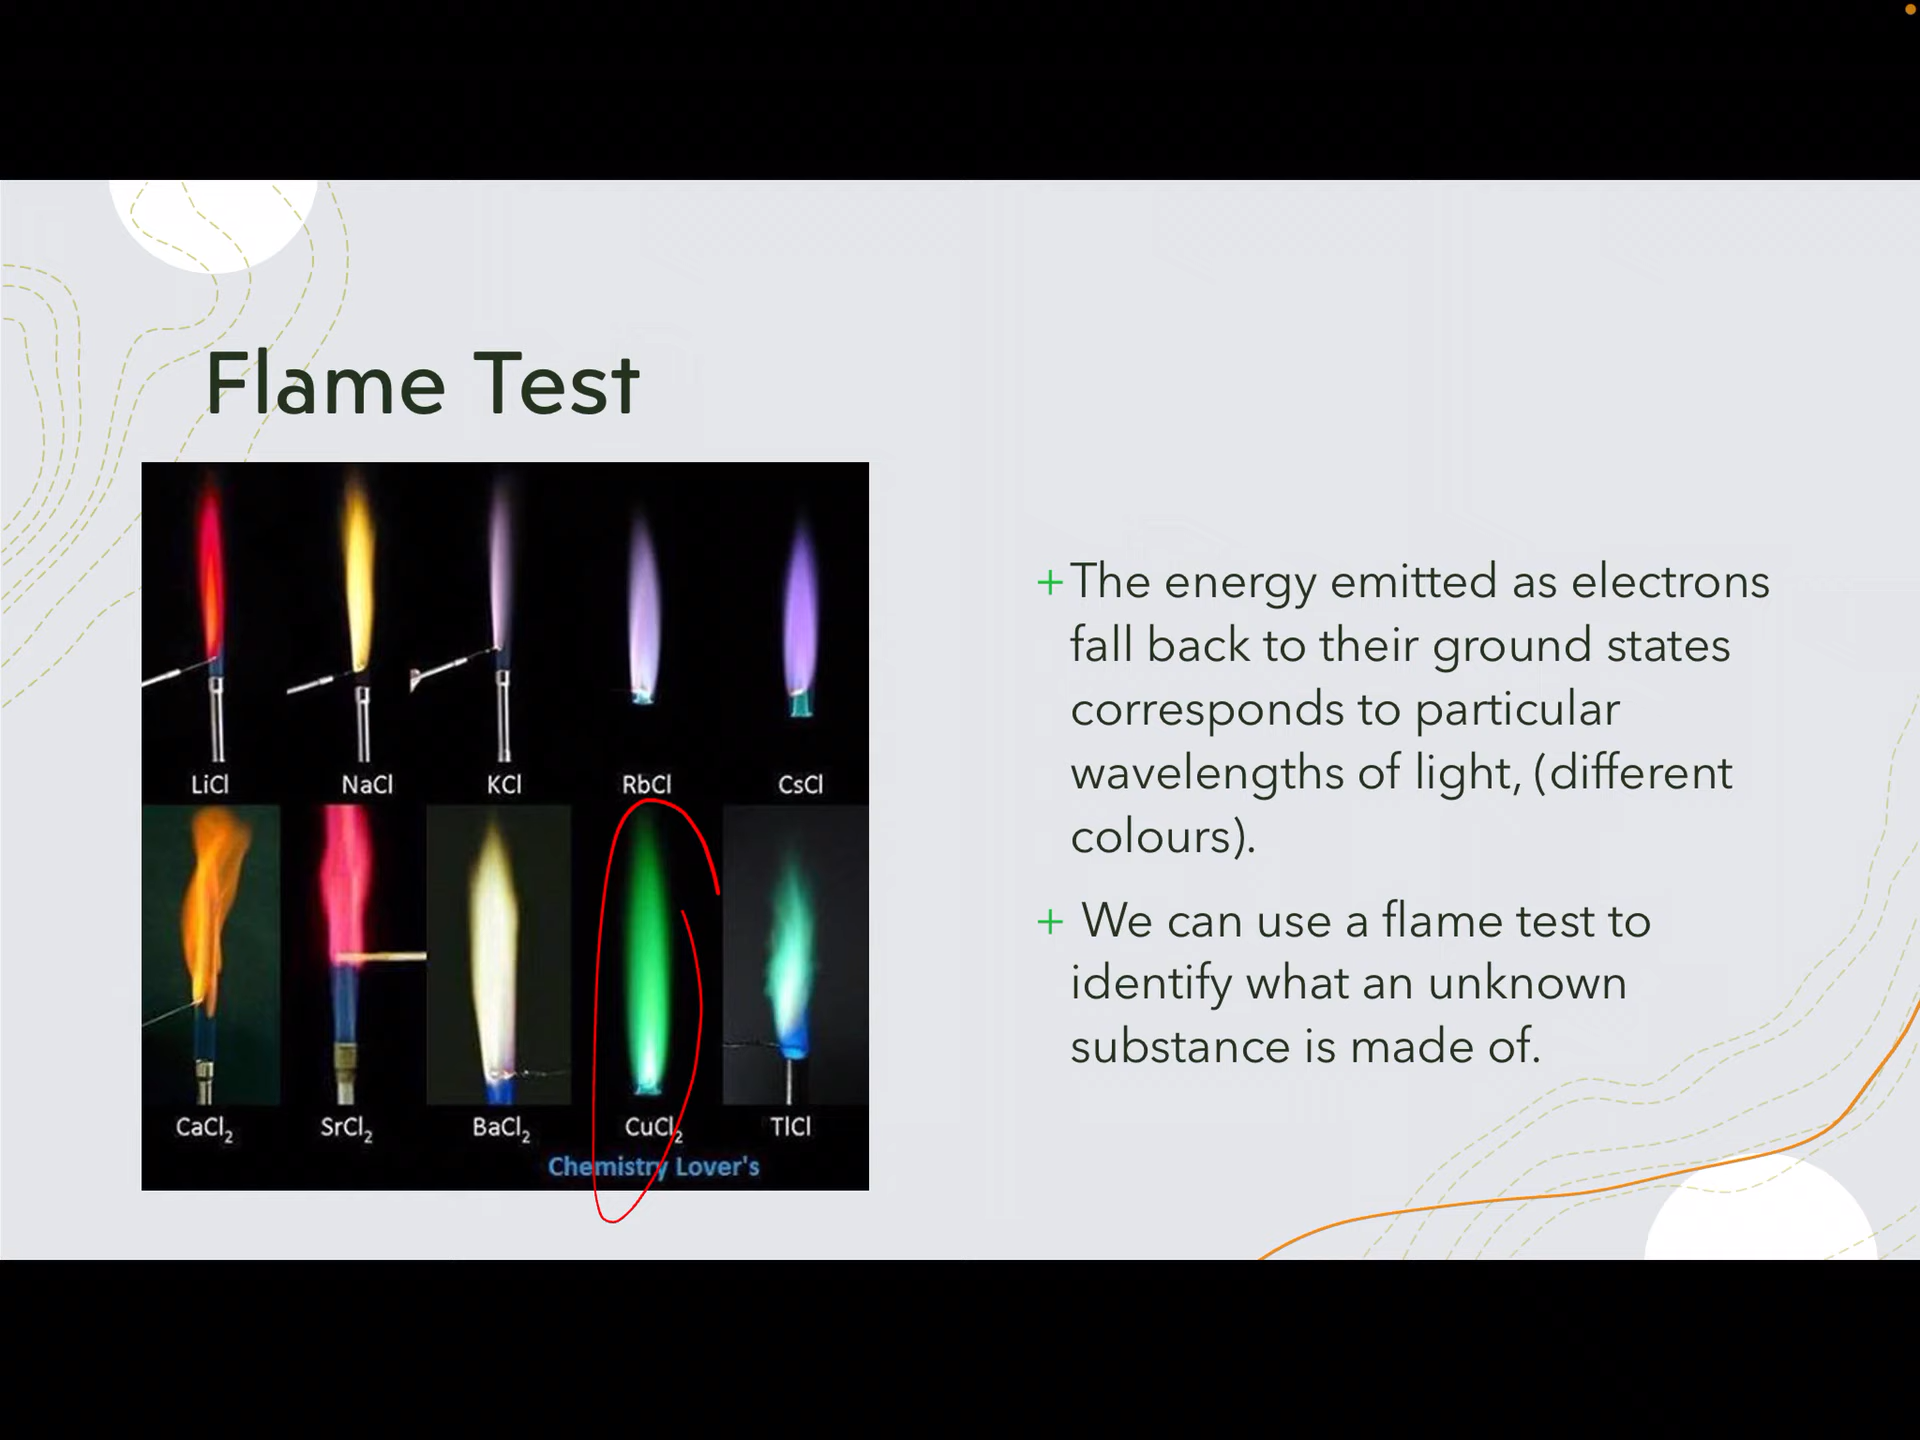 Flame Test
LiCl NaCl KCl RbCl CsCl
CaCl₂ SrCl₂ BaCl₂ CuCl₂ TlCl
Chemistry Lover's
+The energy emitted as electrons
fall back to their ground states
corresponds to particular
wavelengths of light, (different
colours).
+ We can use a flame test to
identify what an unknown
substance is made of.